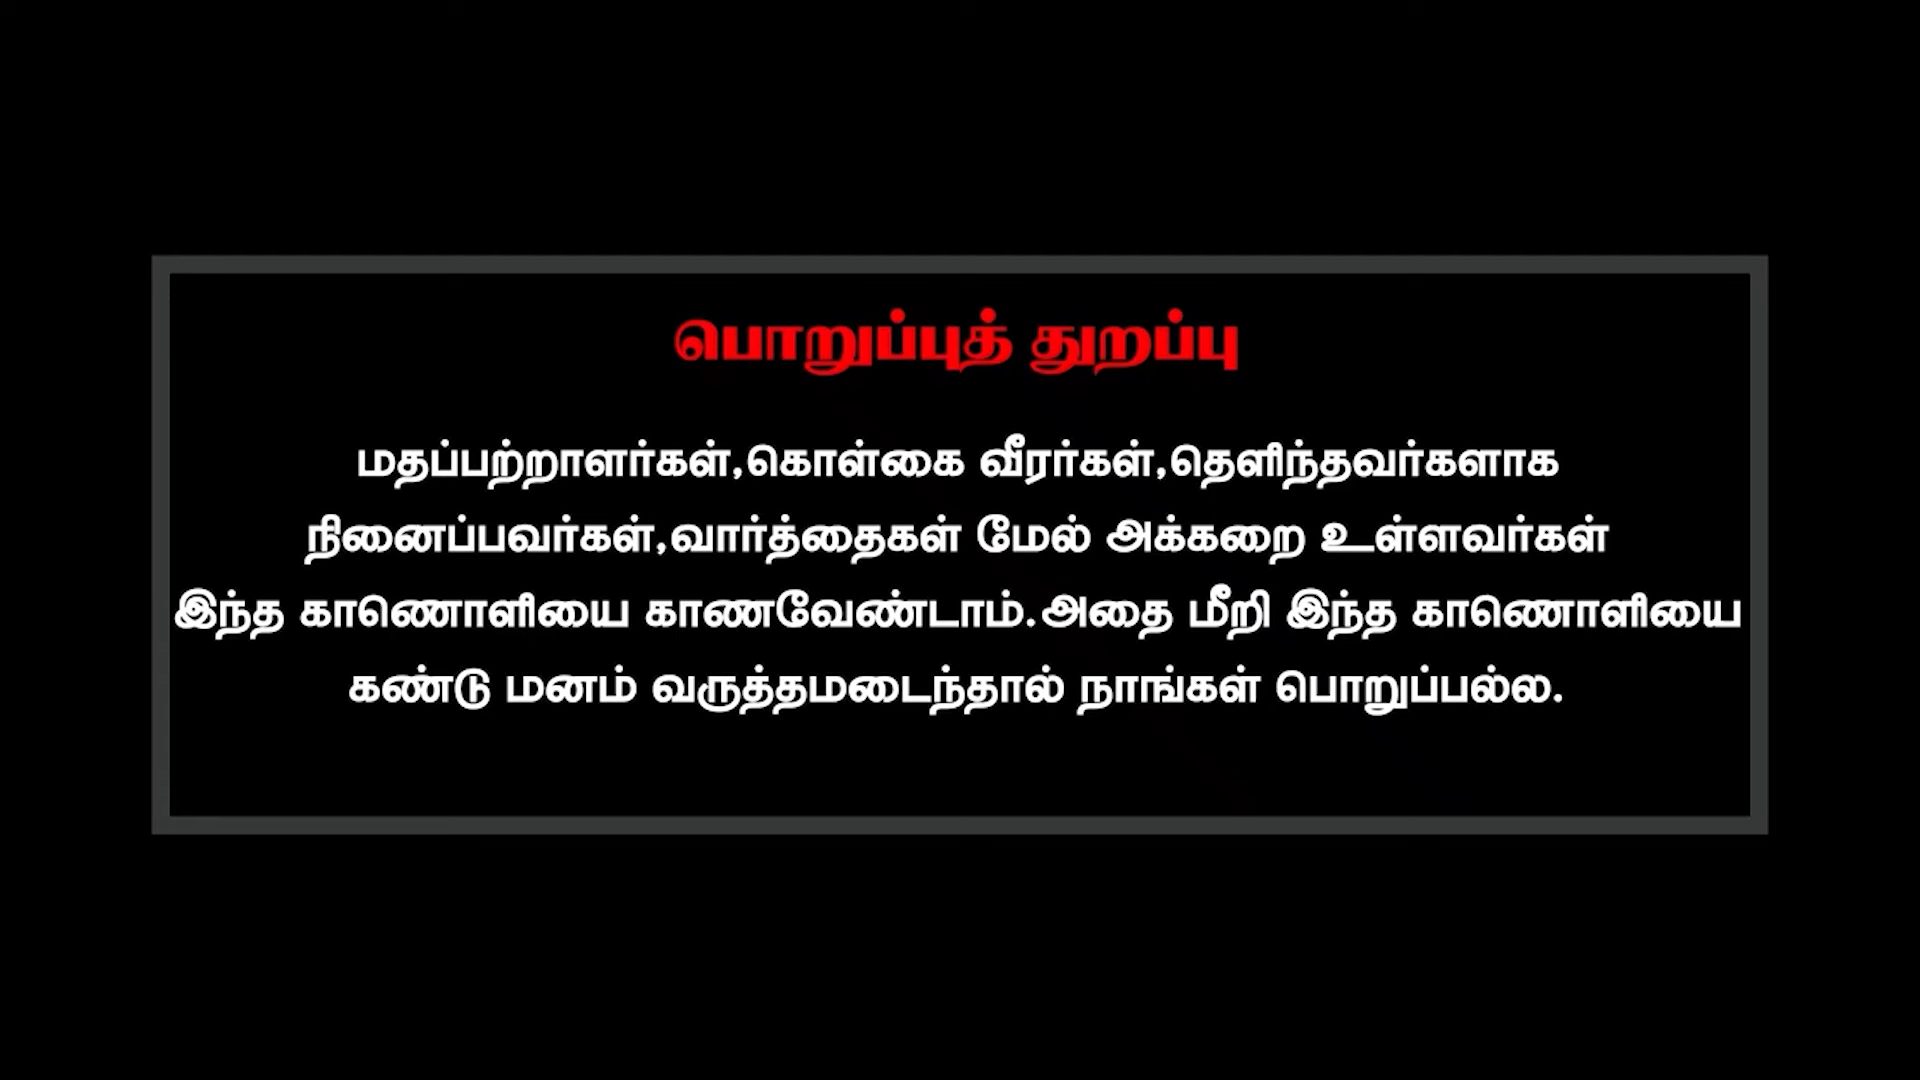 பொறுப்புத் துறப்பு
மதப்பற்றாளர்கள்,கொள்கை வீரர்கள்,தெளிந்தவர்களாக
நினைப்பவர்கள்,வார்த்தைகள் மேல் அக்கறை உள்ளவர்கள்
இந்த காணொளியை காணவேண்டாம்.அதை மீறி இந்த காணொளியை
கண்டு மனம் வருத்தமடைந்தால் நாங்கள் பொறுப்பல்ல.